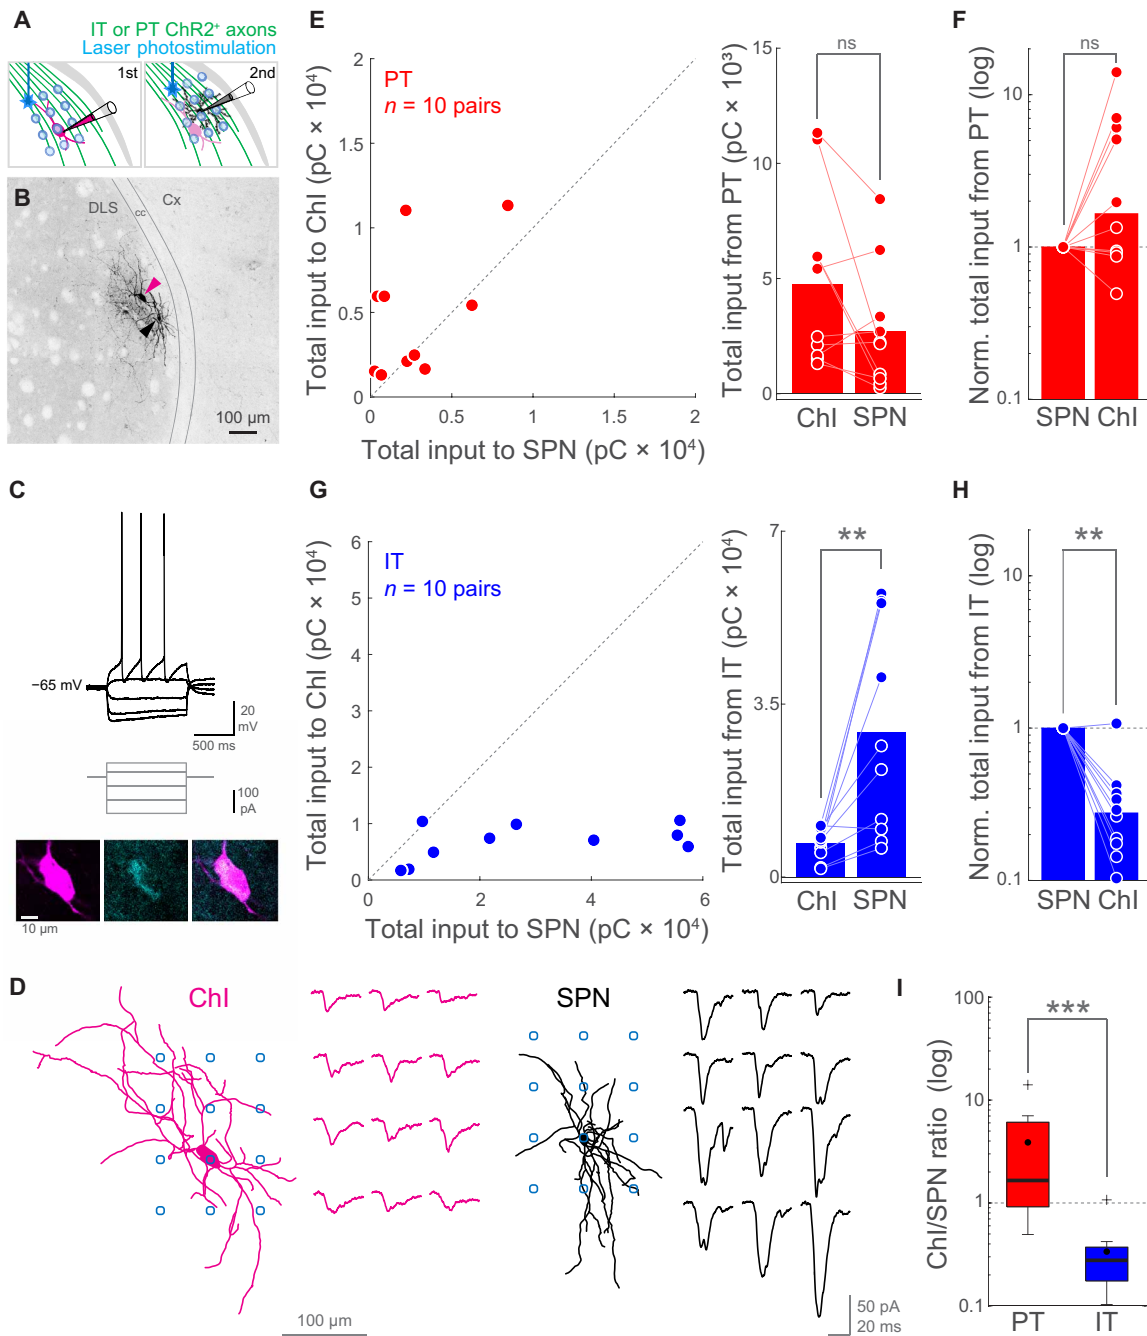 A
IT or PT ChR2⁺ axons
Laser photostimulation
1st
2nd
B
DLS
cc
Cx
100 µm
C
−65 mV
20
mV
500 ms
100
pA
10 µm
D
ChI
SPN
100 µm
50 pA
20 ms
E
Total input to ChI (pC × 10⁴)
2
1.5
1
0.5
0
PT
n = 10 pairs
0
0.5
1
1.5
2
Total input to SPN (pC × 10⁴)
Total input from PT (pC × 10³)
15
10
5
0
ns
ChI
SPN
F
Norm. total input from PT (log)
10
1
0.1
ns
SPN
ChI
G
Total input to ChI (pC × 10⁴)
6
5
4
3
2
1
0
IT
n = 10 pairs
0
2
4
6
Total input to SPN (pC × 10⁴)
Total input from IT (pC × 10⁴)
7
3.5
0
**
ChI
SPN
H
Norm. total input from IT (log)
10
1
0.1
**
SPN
ChI
I
ChI/SPN ratio (log)
100
10
1
0.1
***
PT
IT